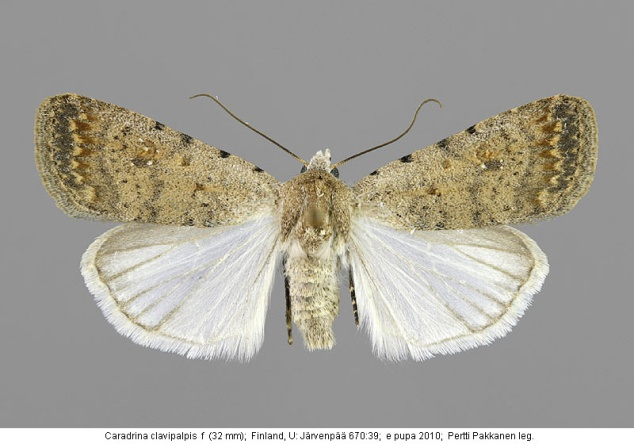 Caradrina clavipalpis f (32 mm); Finland, U: Järvenpää 670:39; e pupa 2010; Pertti Pakkanen leg.